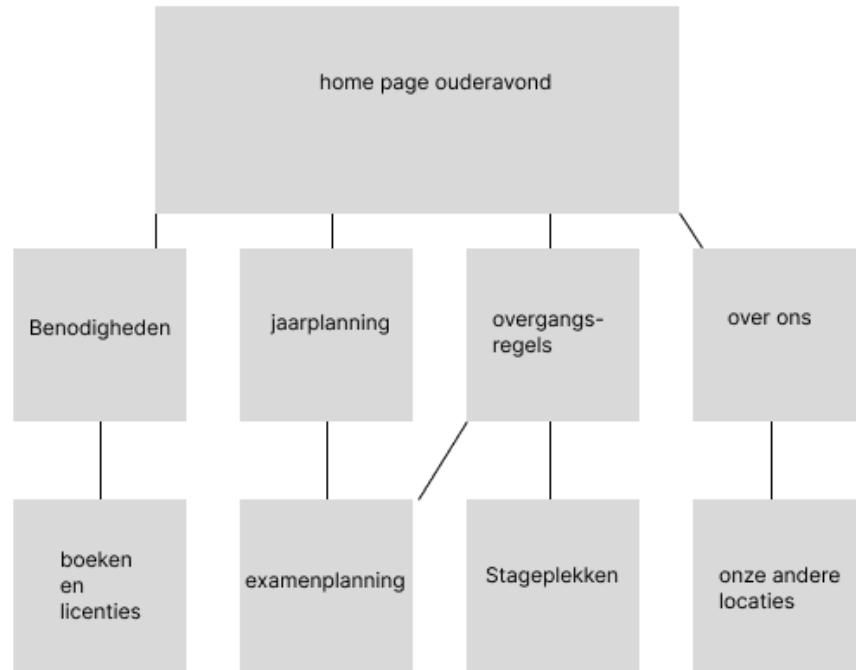 home page ouderavond
Benodigheden
jaarplanning
overgangs-
regels
over ons
boeken
en
licenties
examenplanning
Stageplekken
onze andere
locaties